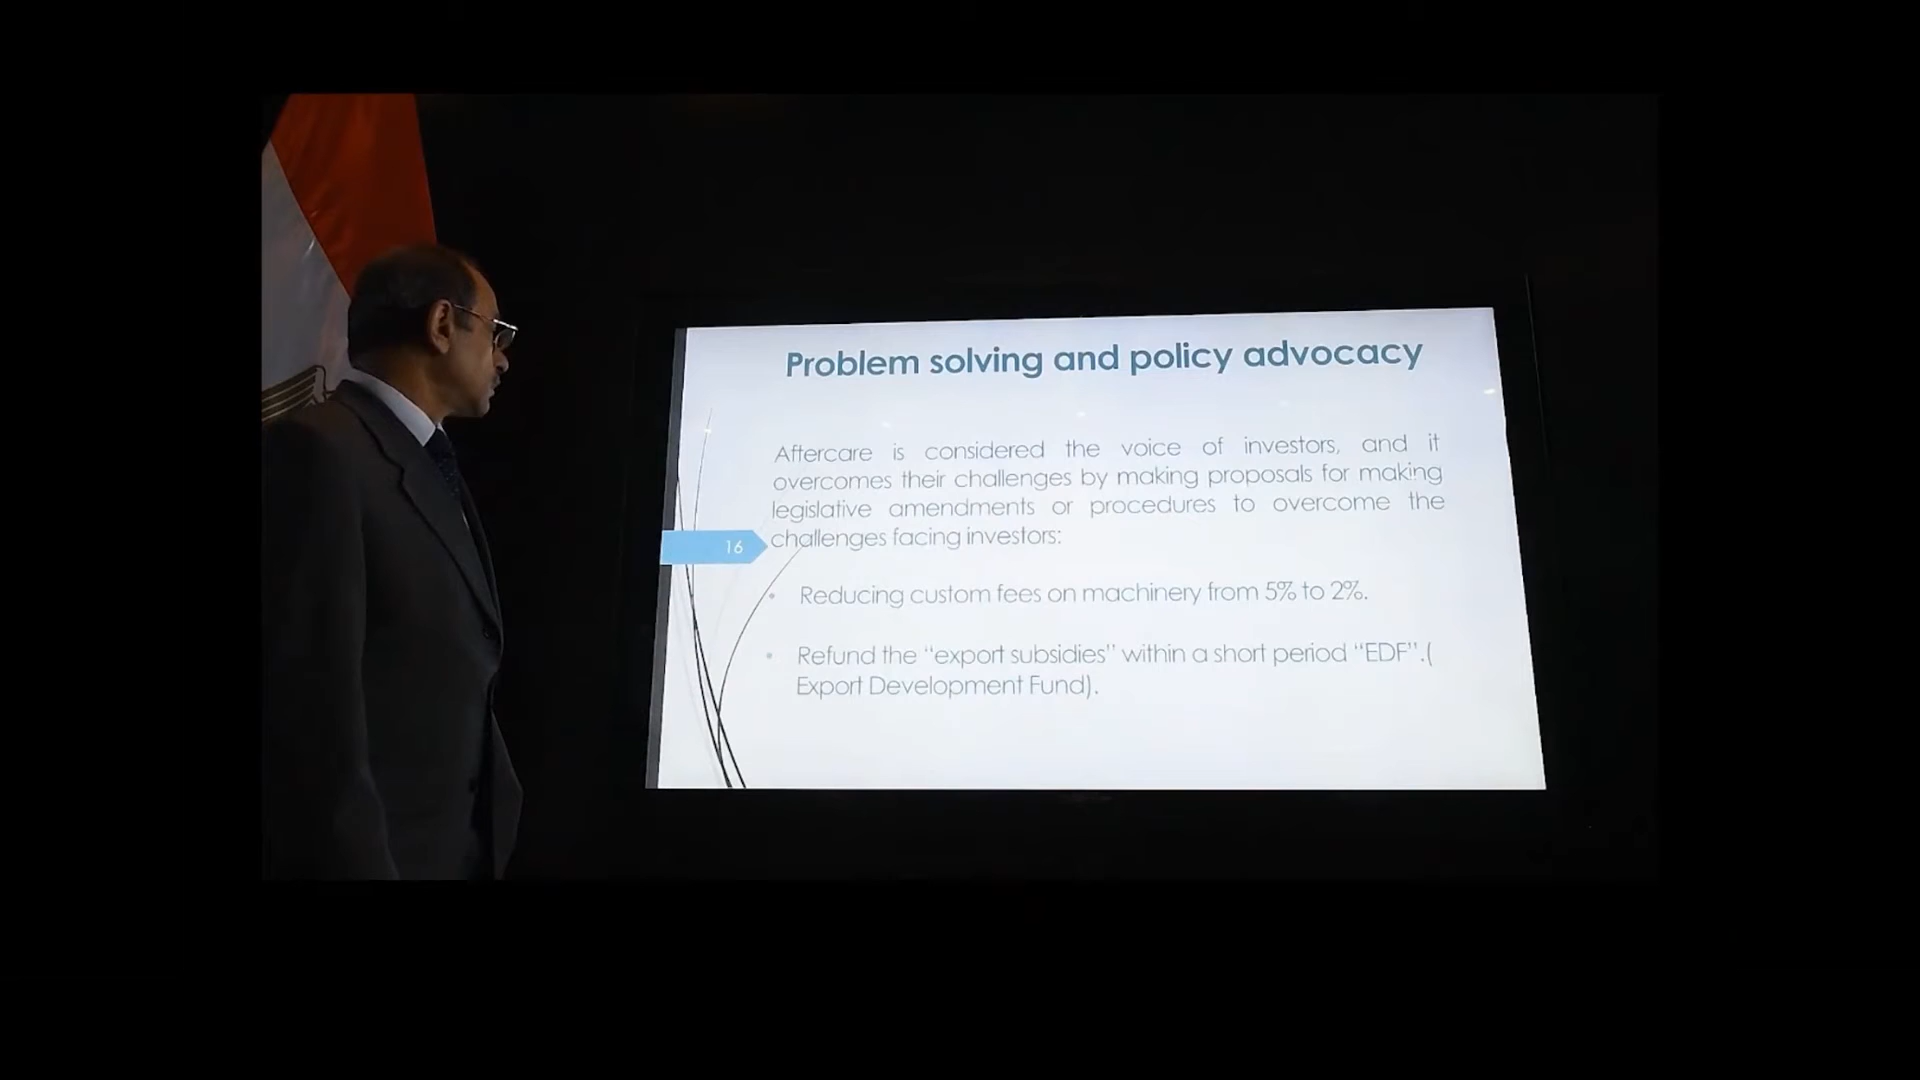 Problem solving and policy advocacy
Aftercare is considered the voice of investors, and it
overcomes their challenges by making proposals for making
legislative amendments or procedures to overcome the
challenges facing investors:
16
• Reducing custom fees on machinery from 5% to 2%.
• Refund the “export subsidies” within a short period “EDF”.(
Export Development Fund).